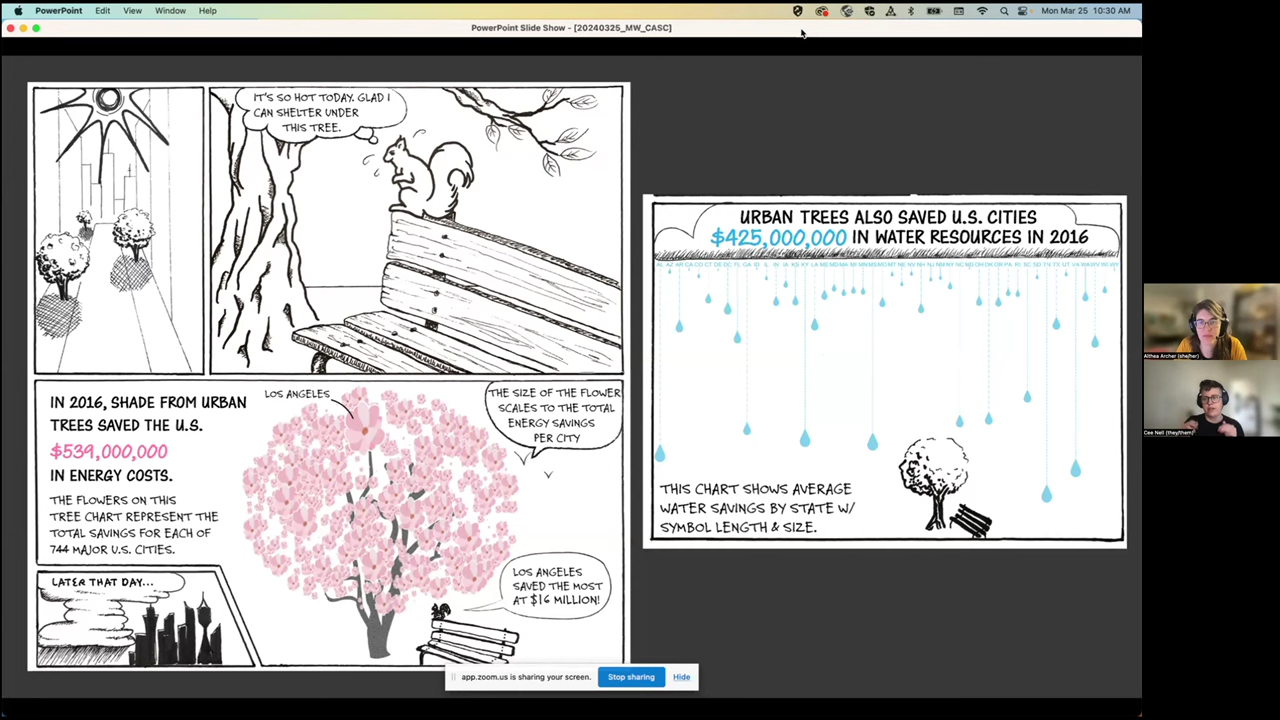 PowerPoint Edit View Window Help
Mon Mar 25 10:30 AM
PowerPoint Slide Show - [20240325_MW_CASC]
IT'S SO HOT TODAY. GLAD I
CAN SHELTER UNDER
THIS TREE.
IN 2016, SHADE FROM URBAN
TREES SAVED THE U.S.
$539,000,000
IN ENERGY COSTS.
THE FLOWERS ON THIS
TREE CHART REPRESENT THE
TOTAL SAVINGS FOR EACH OF
744 MAJOR U.S. CITIES.
LOS ANGELES
THE SIZE OF THE FLOWER
SCALES TO THE TOTAL
ENERGY SAVINGS
PER CITY
LATER THAT DAY...
LOS ANGELES
SAVED THE MOST
AT $16 MILLION!
URBAN TREES ALSO SAVED U.S. CITIES
$425,000,000 IN WATER RESOURCES IN 2016
THIS CHART SHOWS AVERAGE
WATER SAVINGS BY STATE W/
SYMBOL LENGTH & SIZE.
app.zoom.us is sharing your screen. Stop sharing Hide
Althea Archer (she/her)
Cee Nell (they/them)